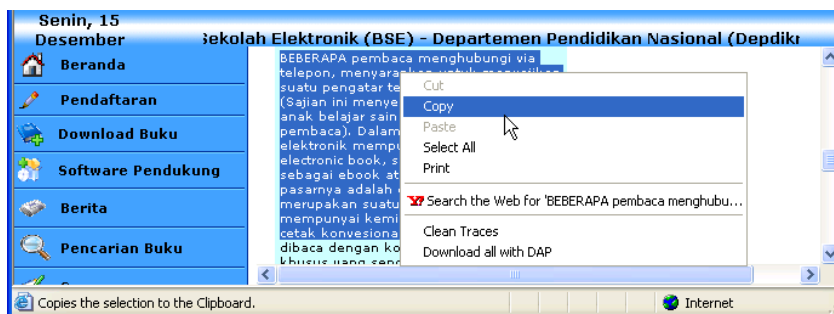 Senin, 15
Desember
Sekolah Elektronik (BSE) - Departemen Pendidikan Nasional (Depdikn
Beranda
Pendaftaran
Download Buku
Software Pendukung
Berita
Pencarian Buku
BEBERAPA pembaca menghubungi via
telepon, menyarankan untuk menyajikan
suatu pengatar te
(Sajian ini menye
anak belajar sain
pembaca). Dalam
elektronik mempu
electronic book, s
sebagai ebook at
pasarnya adalah
merupakan suatu
mempunyai kemi
cetak konvesiona
dibaca dengan ko
khusus yang
Cut
Copy
Paste
Select All
Print
Y! Search the Web for 'BEBERAPA pembaca menghubu...
Clean Traces
Download all with DAP
Copies the selection to the Clipboard.
Internet